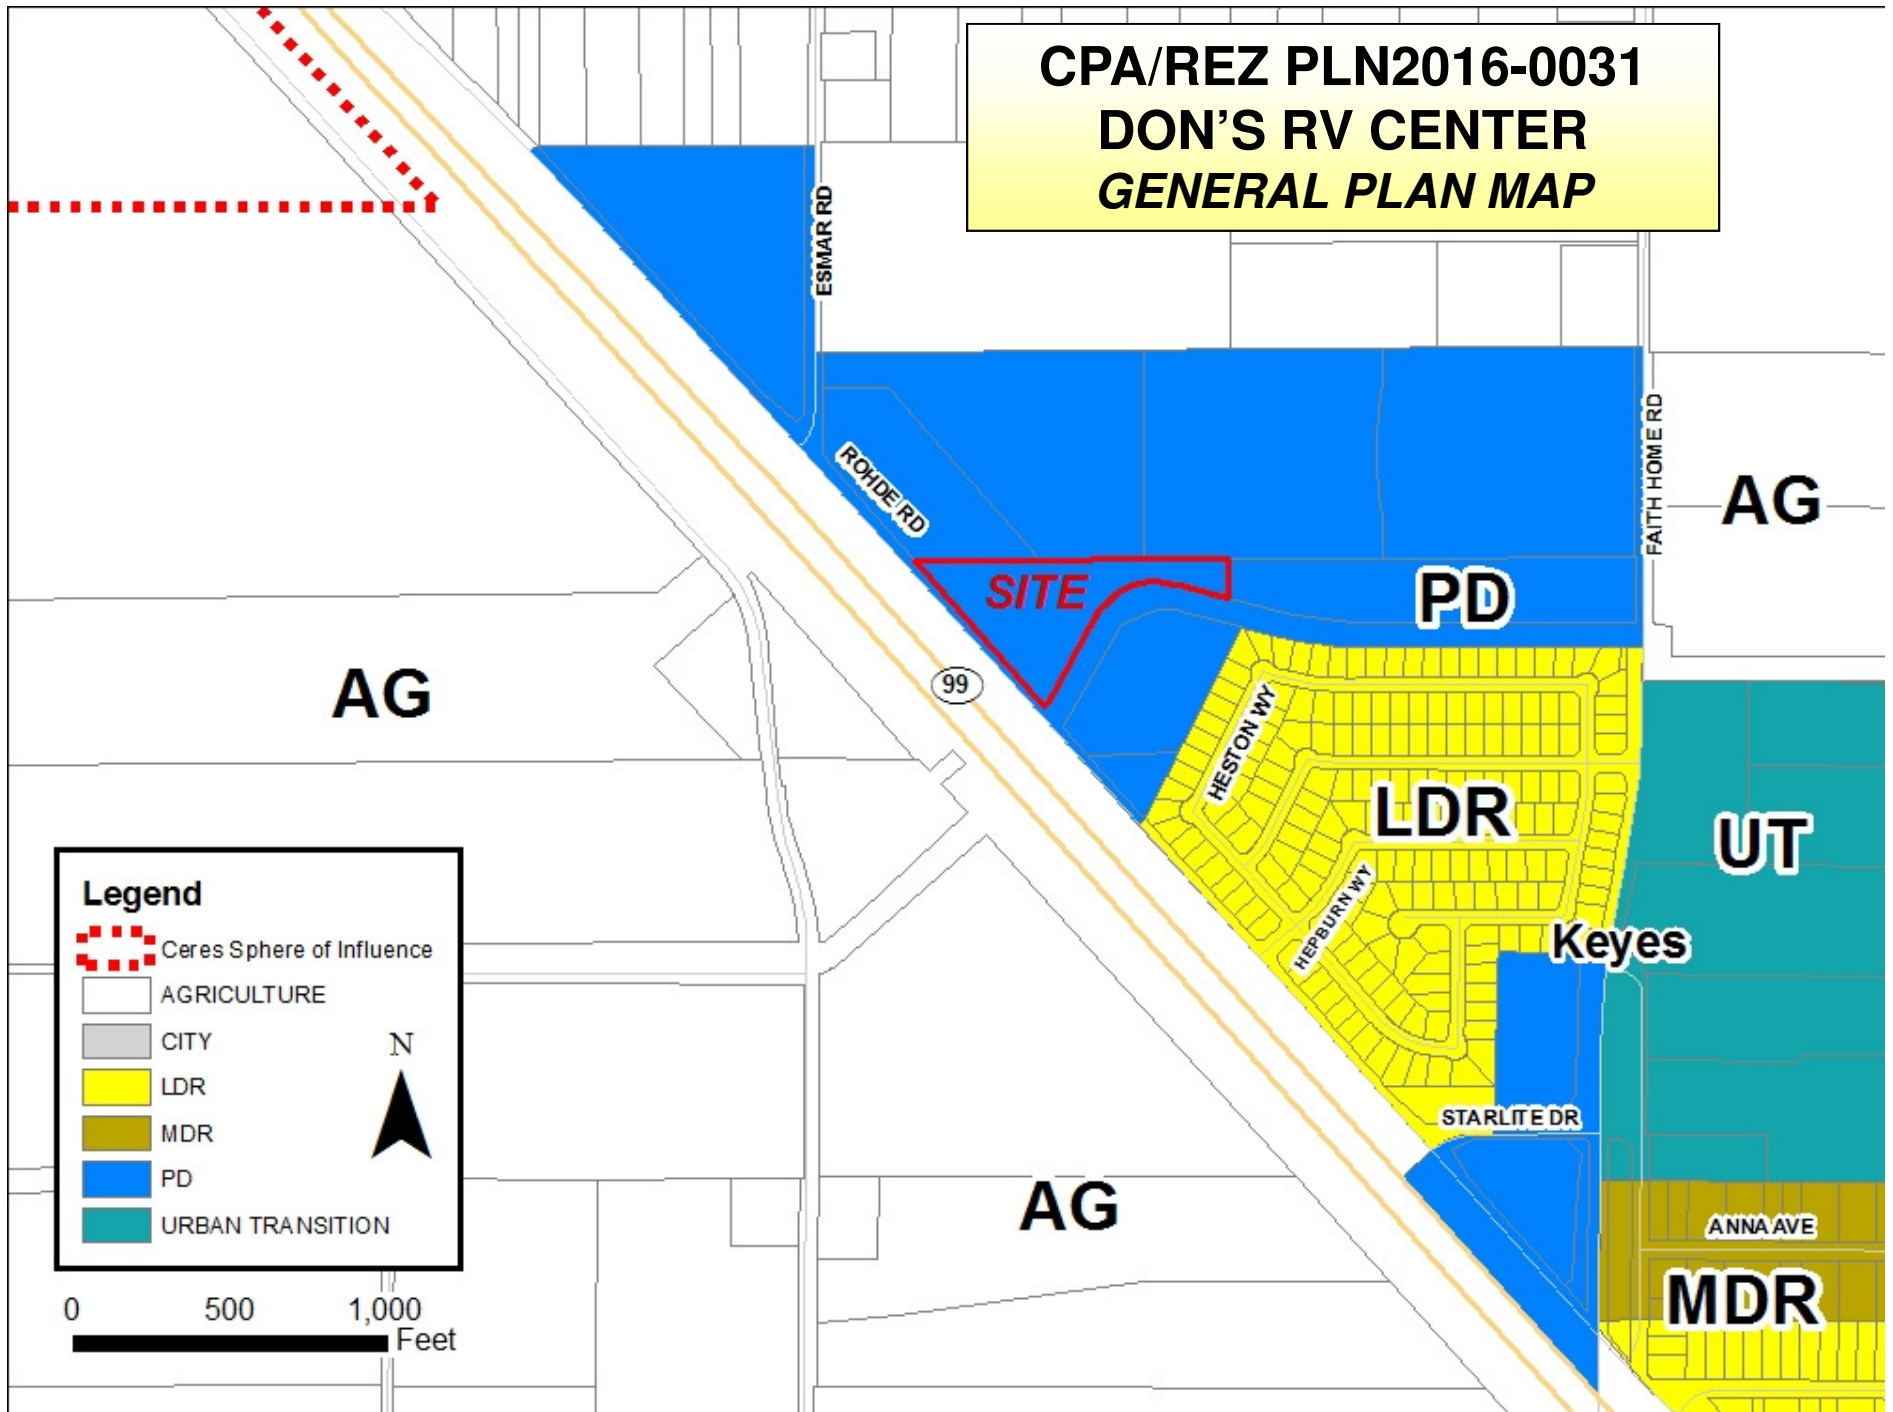 CPA/REZ PLN2016-0031
DON'S RV CENTER
GENERAL PLAN MAP
ESMAR RD
ROHDE RD
FAITH HOME RD
AG
SITE
PD
AG
99
HESTON WY
LDR
UT
HEPBURN WY
Keyes
STARLITE DR
AG
ANNA AVE
MDR
Legend
Ceres Sphere of Influence
AGRICULTURE
CITY
LDR
MDR
PD
URBAN TRANSITION
N
0 500 1,000
Feet